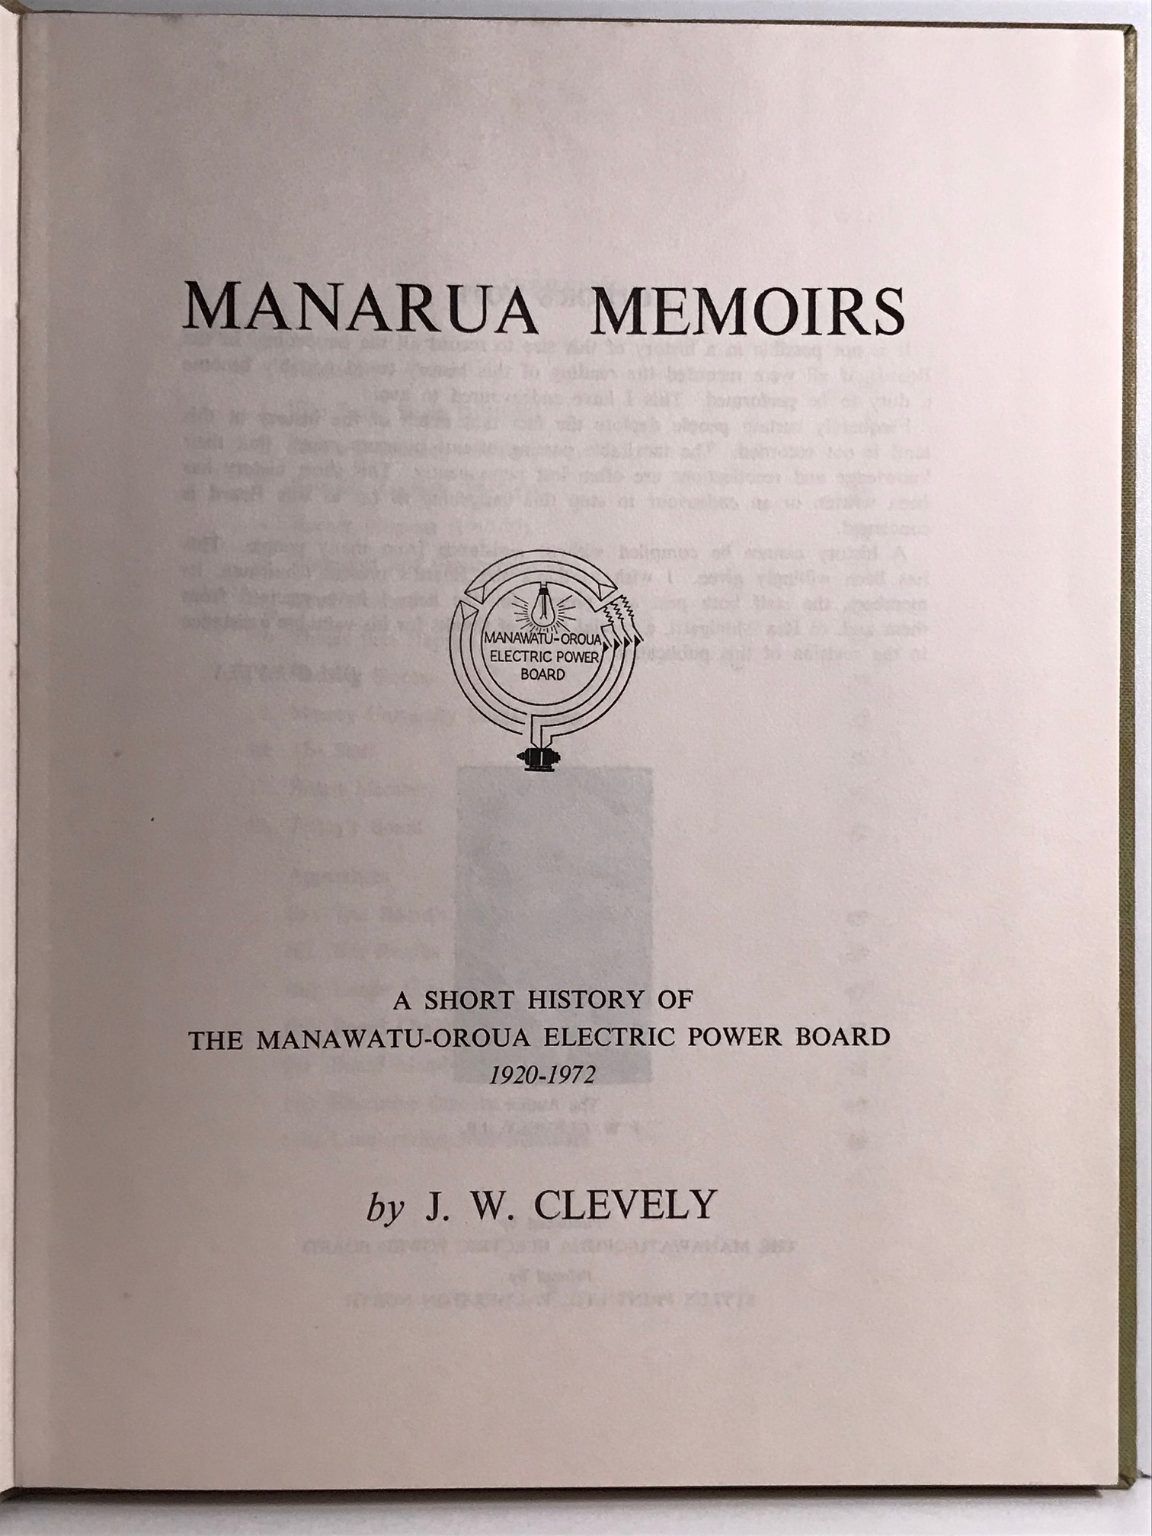 MANARUA MEMOIRS
MANAWATU-OROUA
ELECTRIC POWER
BOARD
A SHORT HISTORY OF
THE MANAWATU-OROUA ELECTRIC POWER BOARD
1920-1972
by J. W. CLEVELY